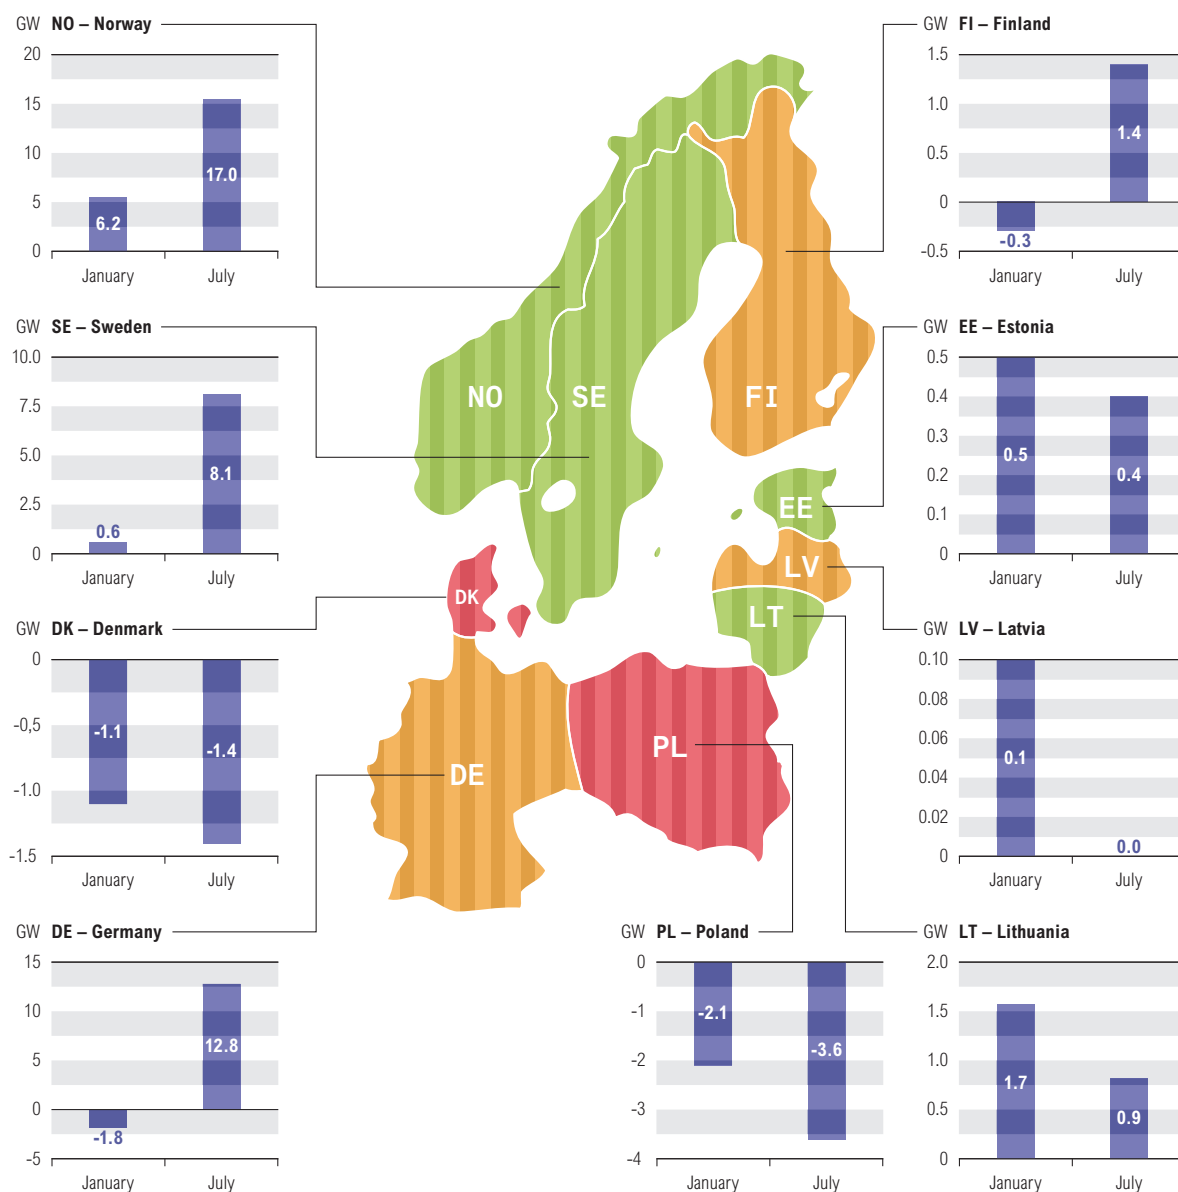 GW NO – Norway
20
15
10
5
0
6.2
17.0
January July
GW SE – Sweden
10.0
7.5
5.0
2.5
0
0.6
8.1
January July
GW DK – Denmark
0
-0,5
-1.0
-1.5
-1.1
-1.4
January July
GW DE – Germany
15
10
5
0
-5
-1.8
12.8
January July
NO
SE
FI
EE
LV
LT
DK
DE
PL
GW FI – Finland
1.5
1.0
0.5
0
-0.5
-0.3
1.4
January July
GW EE – Estonia
0.5
0.4
0.3
0.2
0.1
0
0.5
0.4
January July
GW LV – Latvia
0.10
0.08
0.06
0.04
0.02
0
0.1
0.0
January July
GW PL – Poland
0
-1
-2
-3
-4
-2.1
-3.6
January July
GW LT – Lithuania
2.0
1.5
1.0
0.5
0
1.7
0.9
January July